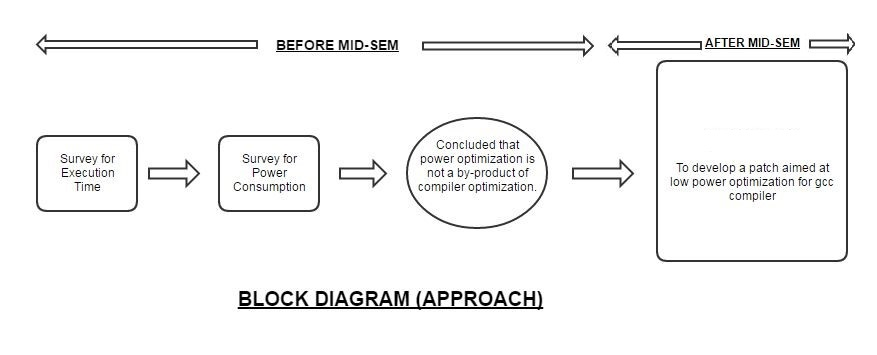 BEFORE MID-SEM
AFTER MID-SEM
Survey for
Execution
Time
Survey for
Power
Consumption
Concluded that
power optimization is
not a by-product of
compiler optimization.
To develop a patch aimed at
low power optimization for gcc
compiler
BLOCK DIAGRAM (APPROACH)